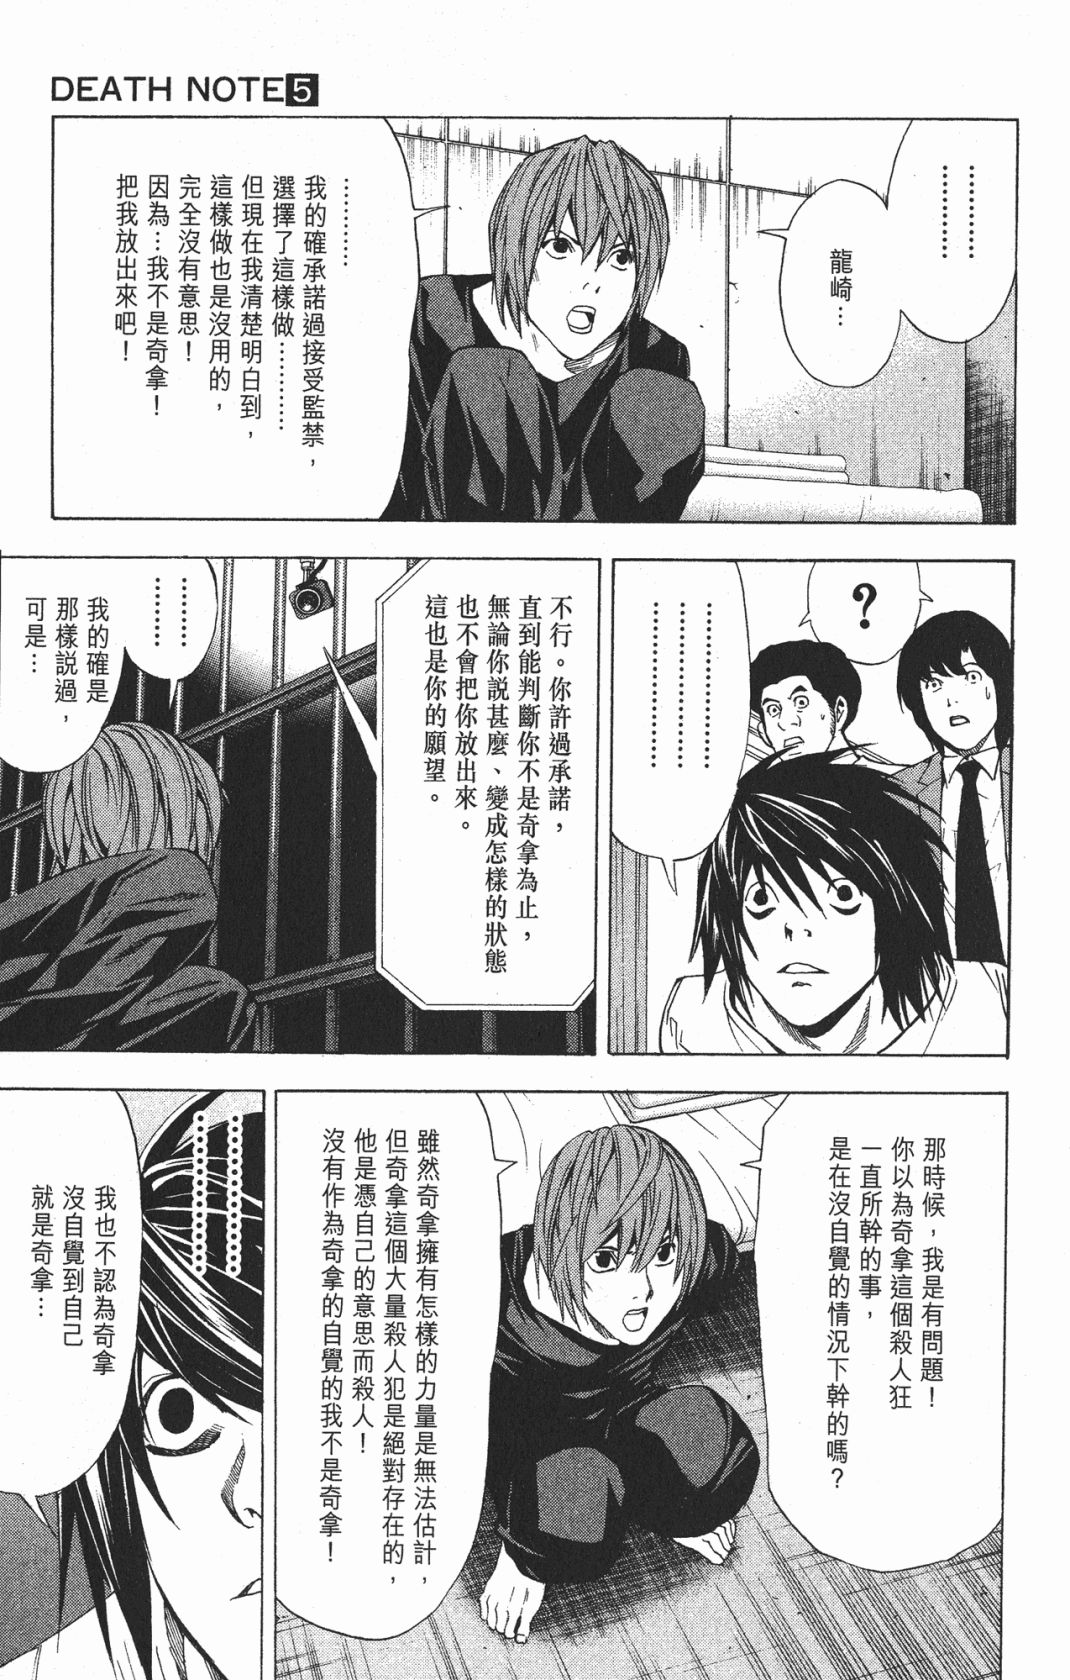 DEATH NOTE 5
…………
龍崎…
…………
我的確承諾過接受監禁，
選擇了這樣做…………
但現在我清楚明白到，
這樣做也是沒用的，
完全沒有意思！
因為…我不是奇拿！
把我放出來吧！
？
………………
不行。你許過承諾，
直到能判斷你不是奇拿為止，
無論你說甚麼、變成怎樣的狀態
也不會把你放出來。
這也是你的願望。
………
我的確是
那樣說過，
可是…
那時候，我是有問題！
你以為奇拿這個殺人狂
一直所幹的事，
是在沒自覺的情況下幹的嗎？
雖然奇拿擁有怎樣的力量是無法估計，
但奇拿這個大量殺人犯是絕對存在的，
他是憑自己的意思而殺人！
沒有作為奇拿的自覺的我不是奇拿！
………………
我也不認為奇拿
沒自覺到自己
就是奇拿…